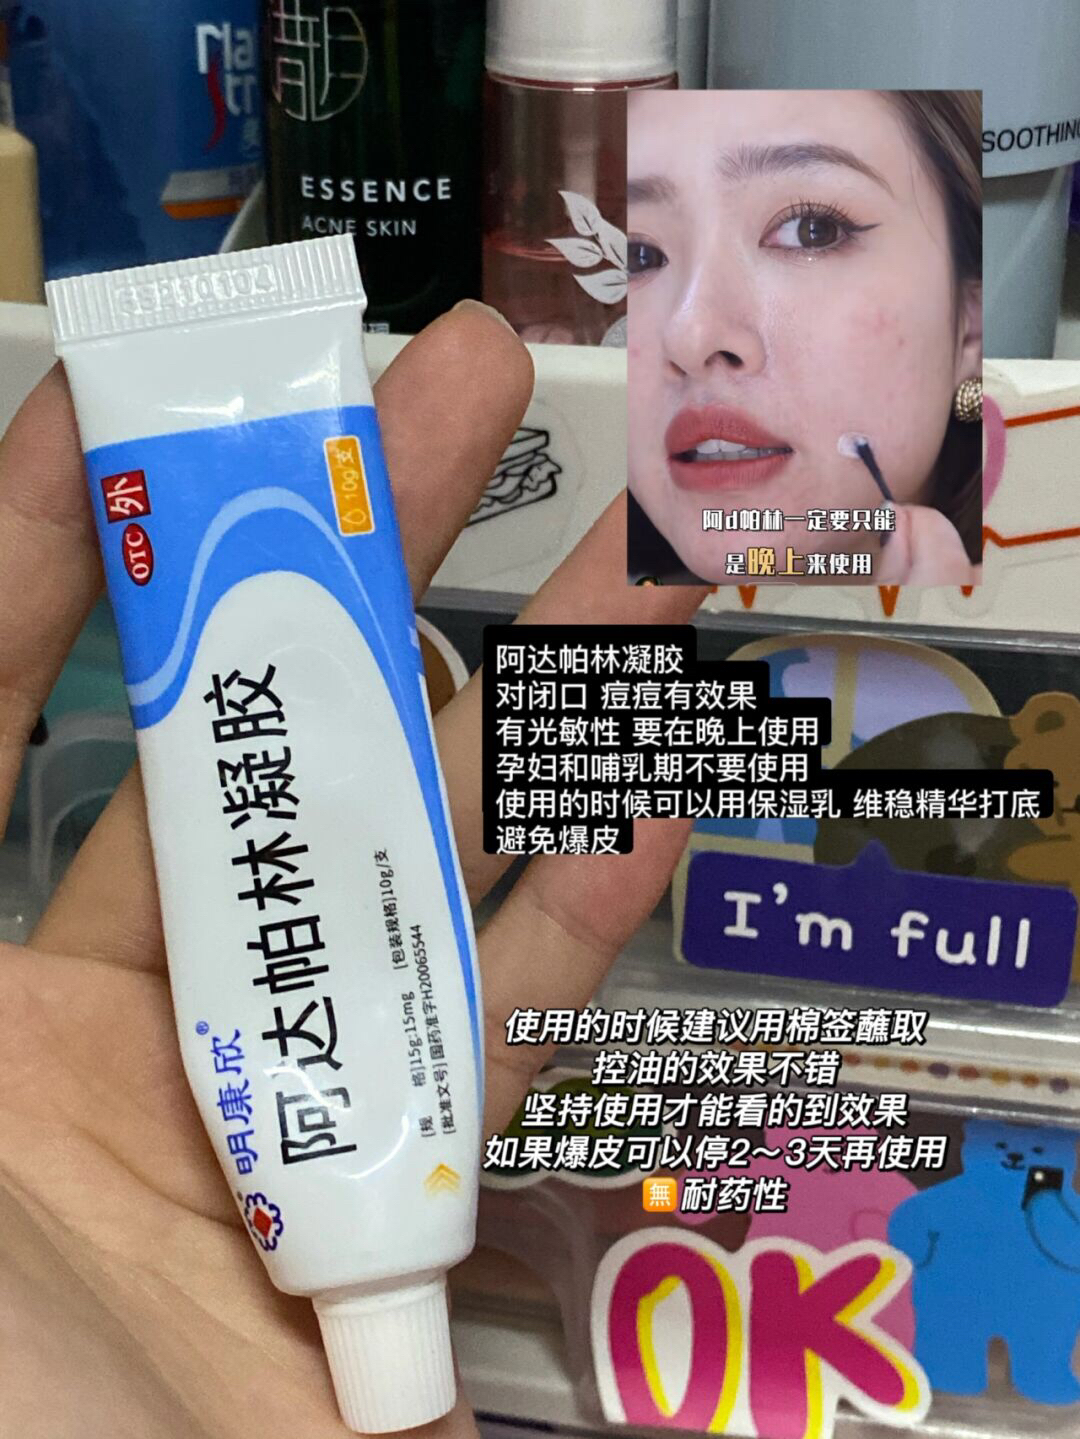 ESSENCE
ACNE SKIN
SOOTHING
外
OTC
10g/支
阿达帕林凝胶
明康欣®
[规 格]15g:15mg [包装规格]10g/支
[批准文号]国药准字H20065544
阿d帕林一定要只能
是晚上来使用
阿达帕林凝胶
对闭口 痘痘有效果
有光敏性 要在晚上使用
孕妇和哺乳期不要使用
使用的时候可以用保湿乳 维稳精华打底
避免爆皮
I'm full
使用的时候建议用棉签蘸取
控油的效果不错
坚持使用才能看的到效果
如果爆皮可以停2～3天再使用
🈚耐药性
OK